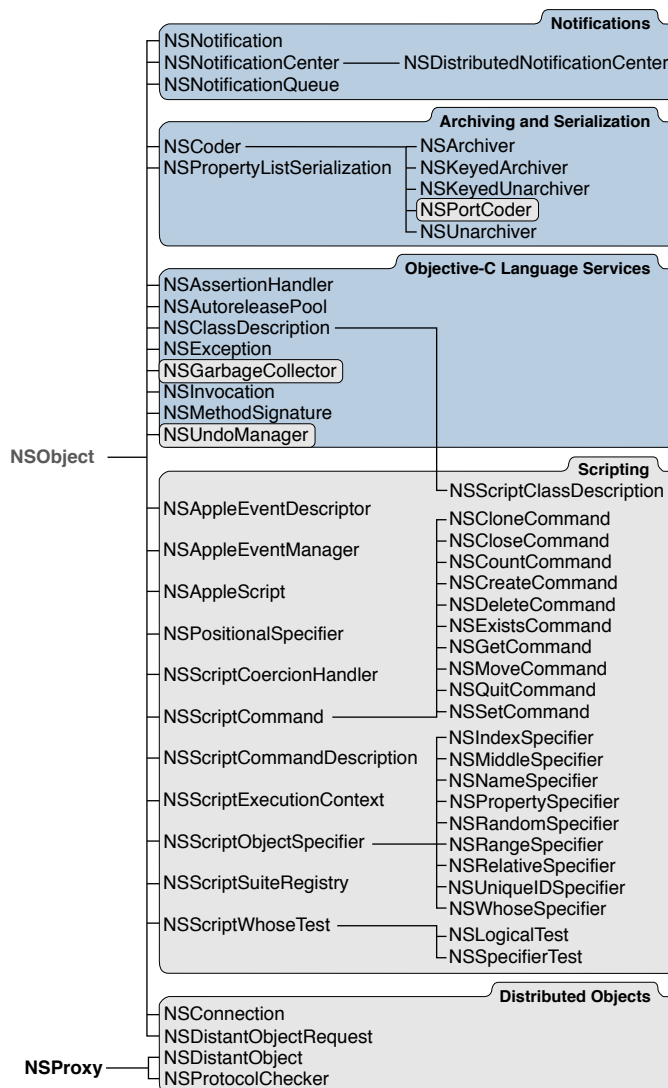 Notifications
NSNotification
NSNotificationCenter
NSDistributedNotificationCenter
NSNotificationQueue
Archiving and Serialization
NSCoder
NSArchiver
NSPropertyListSerialization
NSKeyedArchiver
NSKeyedUnarchiver
NSPortCoder
NSUnarchiver
Objective-C Language Services
NSAssertionHandler
NSAutoreleasePool
NSClassDescription
NSException
NSGarbageCollector
NSInvocation
NSMethodSignature
NSUndoManager
NSObject
Scripting
NSScriptClassDescription
NSAppleEventDescriptor
NSAppleEventManager
NSAppleScript
NSPositionalSpecifier
NSScriptCoercionHandler
NSScriptCommand
NSCloneCommand
NSCloseCommand
NSCountCommand
NSCreateCommand
NSDeleteCommand
NSExistsCommand
NSGetCommand
NSMoveCommand
NSQuitCommand
NSSetCommand
NSScriptCommandDescription
NSScriptExecutionContext
NSScriptObjectSpecifier
NSIndexSpecifier
NSMiddleSpecifier
NSNameSpecifier
NSPropertySpecifier
NSRandomSpecifier
NSRangeSpecifier
NSRelativeSpecifier
NSUniqueIDSpecifier
NSWhoseSpecifier
NSScriptSuiteRegistry
NSScriptWhoseTest
NSLogicalTest
NSSpecifierTest
Distributed Objects
NSConnection
NSDistantObjectRequest
NSProxy
NSDistantObject
NSProtocolChecker